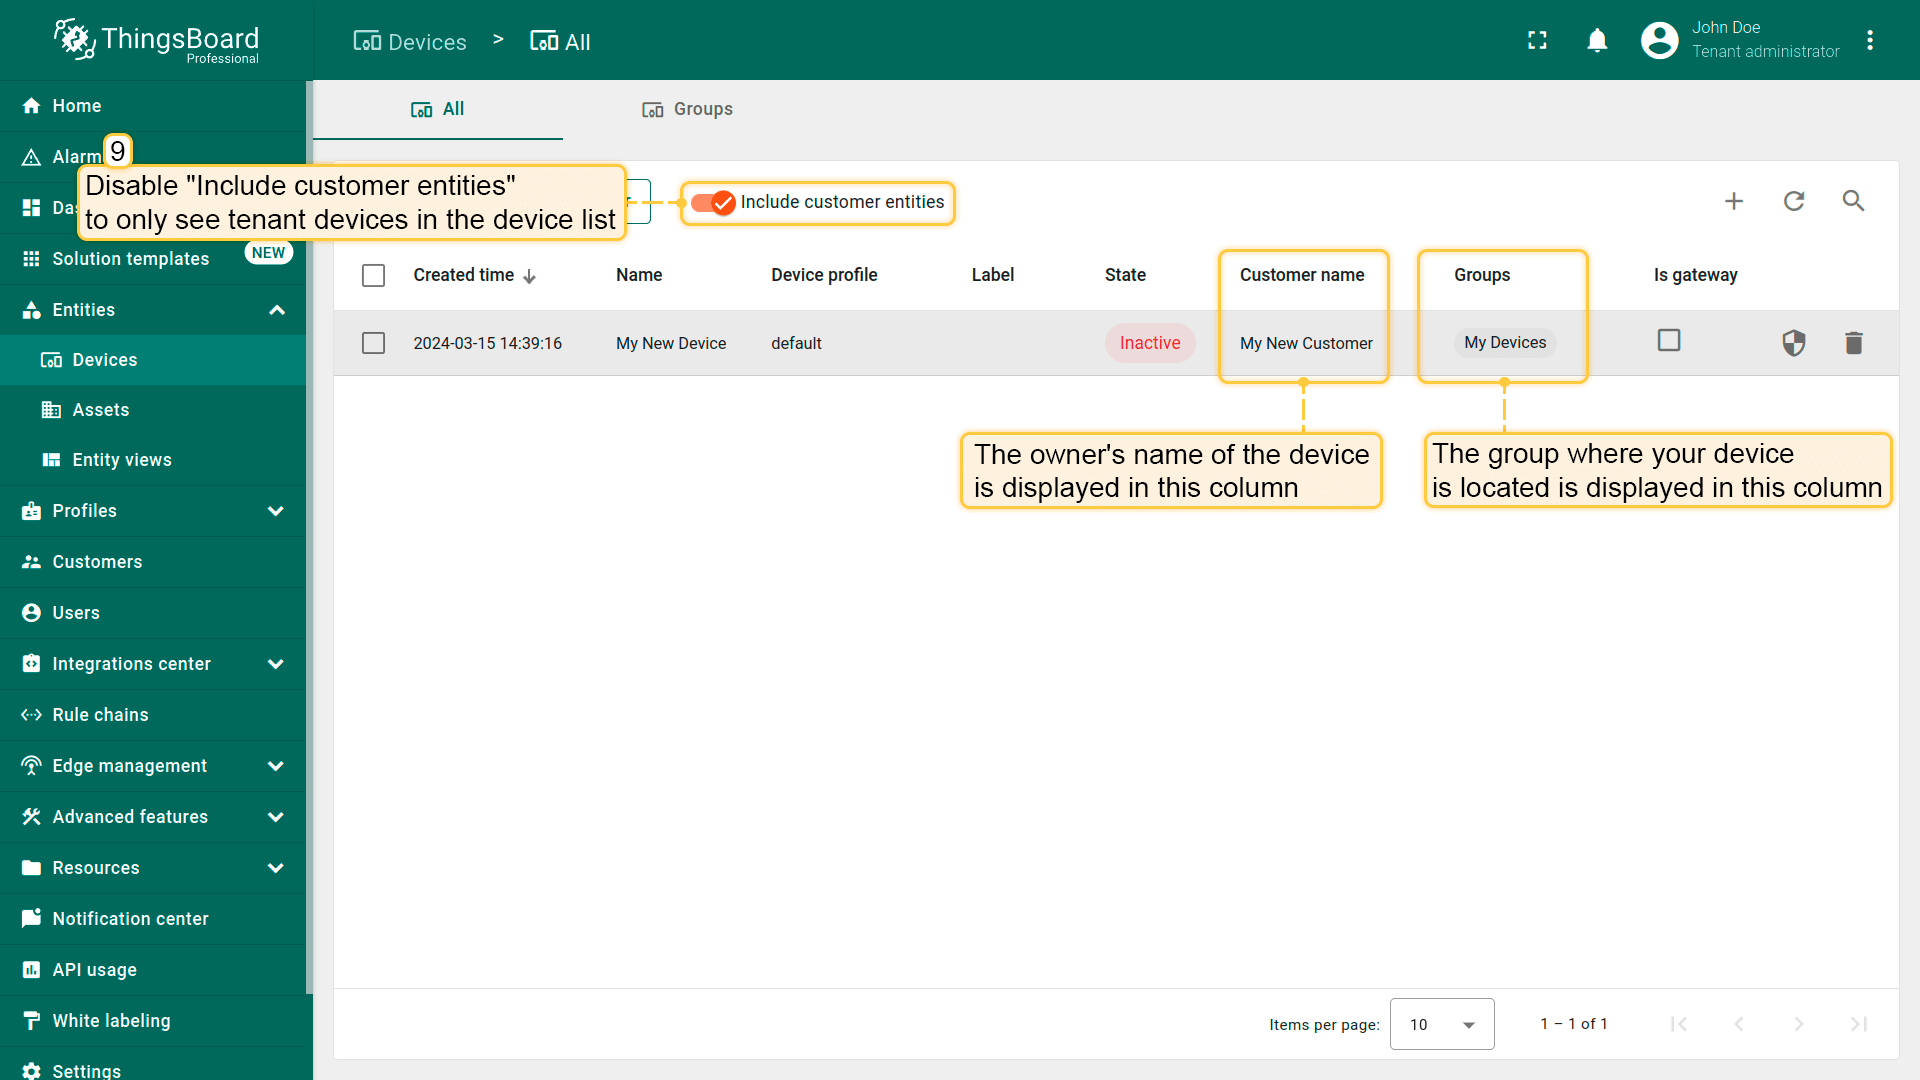 ThingsBoard
Professional
Devices > All
John Doe
Tenant administrator
Home
Alarm
Solution templates
NEW
Entities
Devices
Assets
Entity views
Profiles
Customers
Users
Integrations center
Rule chains
Edge management
Advanced features
Resources
Notification center
API usage
White labeling
Settings
All
Groups
9
Disable "Include customer entities"
to only see tenant devices in the device list
Include customer entities
Created time Name Device profile Label State Customer name Groups Is gateway
2024-03-15 14:39:16 My New Device default Inactive My New Customer My Devices
The owner's name of the device
is displayed in this column
The group where your device
is located is displayed in this column
Items per page: 10 1 – 1 of 1